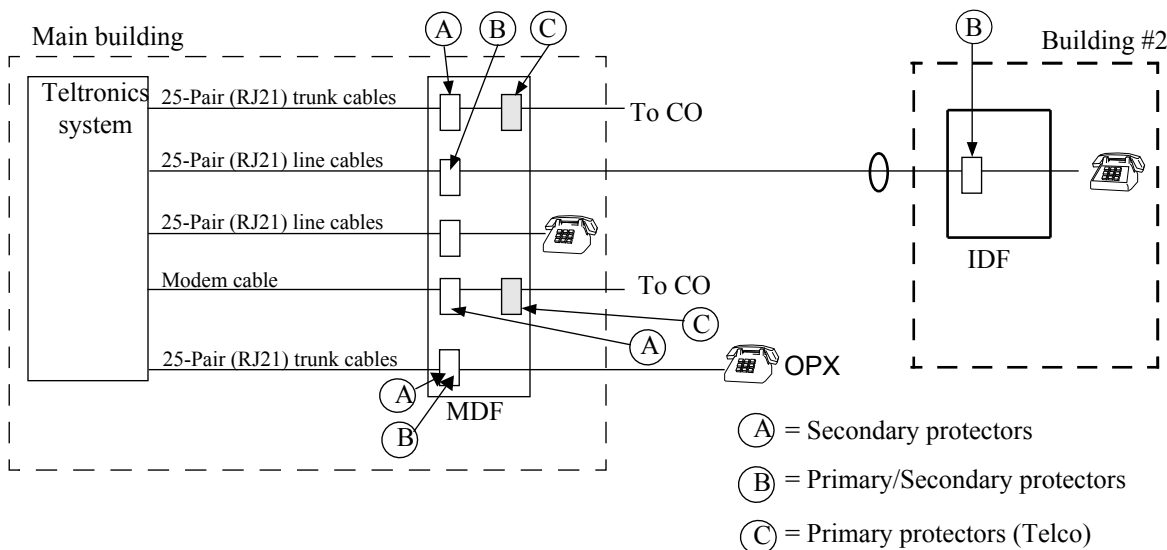 A
B
C
Main building
B
Building #2
Teltronics
system
25-Pair (RJ21) trunk cables
To CO
25-Pair (RJ21) line cables
25-Pair (RJ21) line cables
IDF
Modem cable
To CO
C
A
25-Pair (RJ21) trunk cables
OPX
A
MDF
B
A = Secondary protectors
B = Primary/Secondary protectors
C = Primary protectors (Telco)